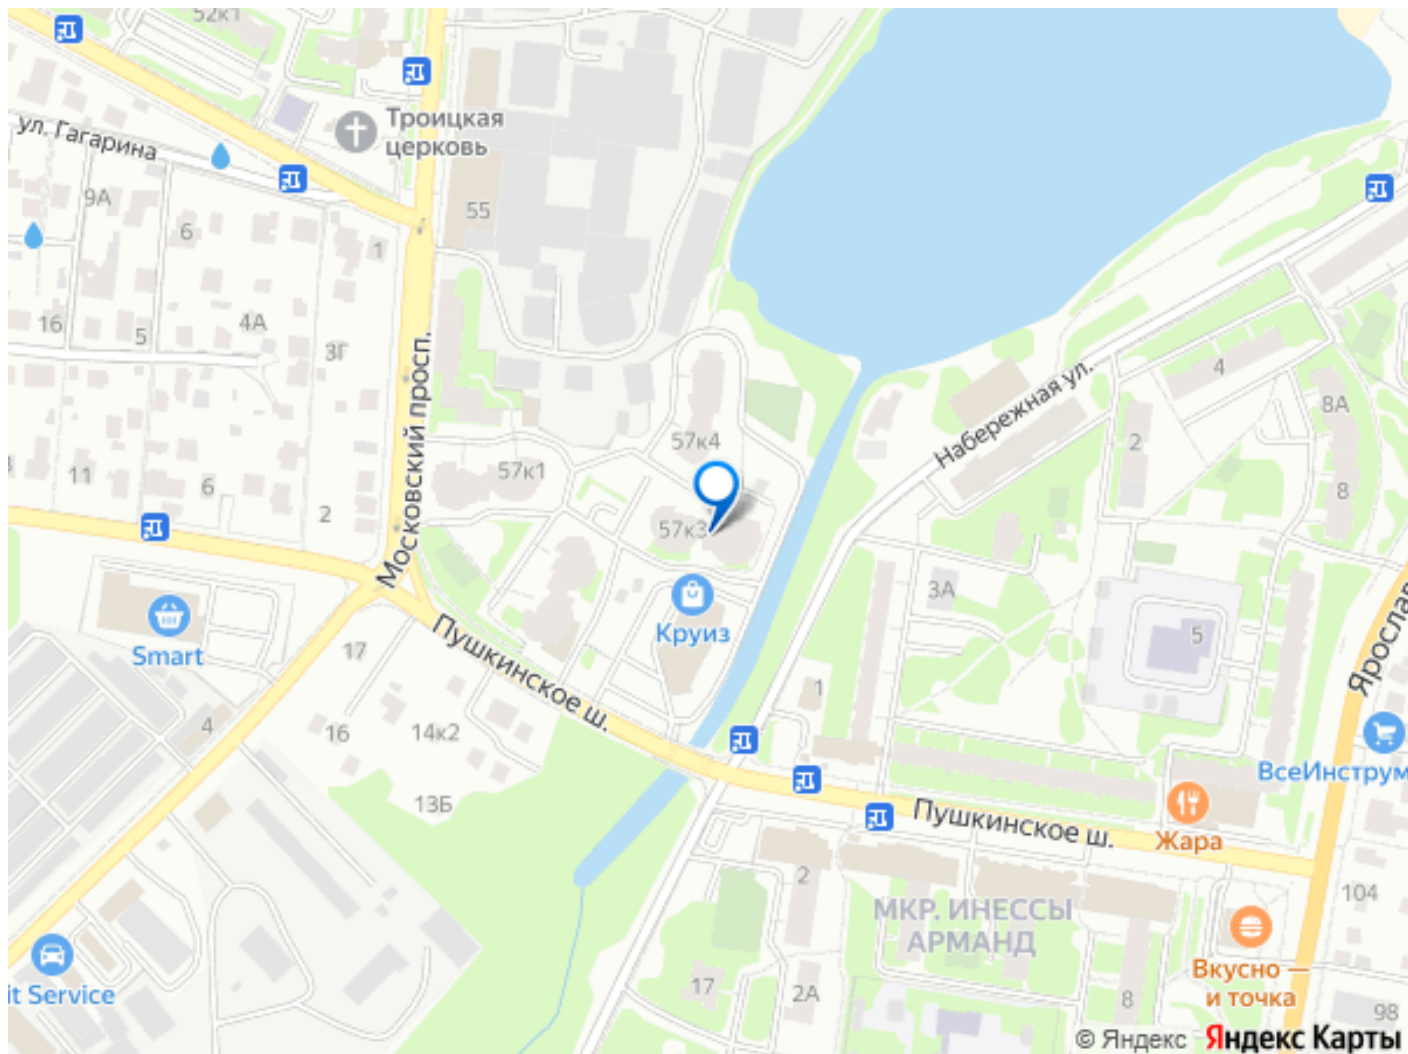 52к1
Троицкая
церковь
ул. Гагарина
9А
6
55
1
16
5
4А
3Г
Московский просп.
57к4
Набережная ул.
4
8А
2
8
11
6
2
57к1
57к3
3А
5
Smart
Круиз
Пушкинское ш.
17
16
14к2
13Б
4
1
Ярослав
ВсеИнструм
Жара
Пушкинское ш.
2
МКР. ИНЕССЫ
АРМАНД
104
17
2А
8
Вкусно —
и точка
98
it Service
© Яндекс Яндекс Карты